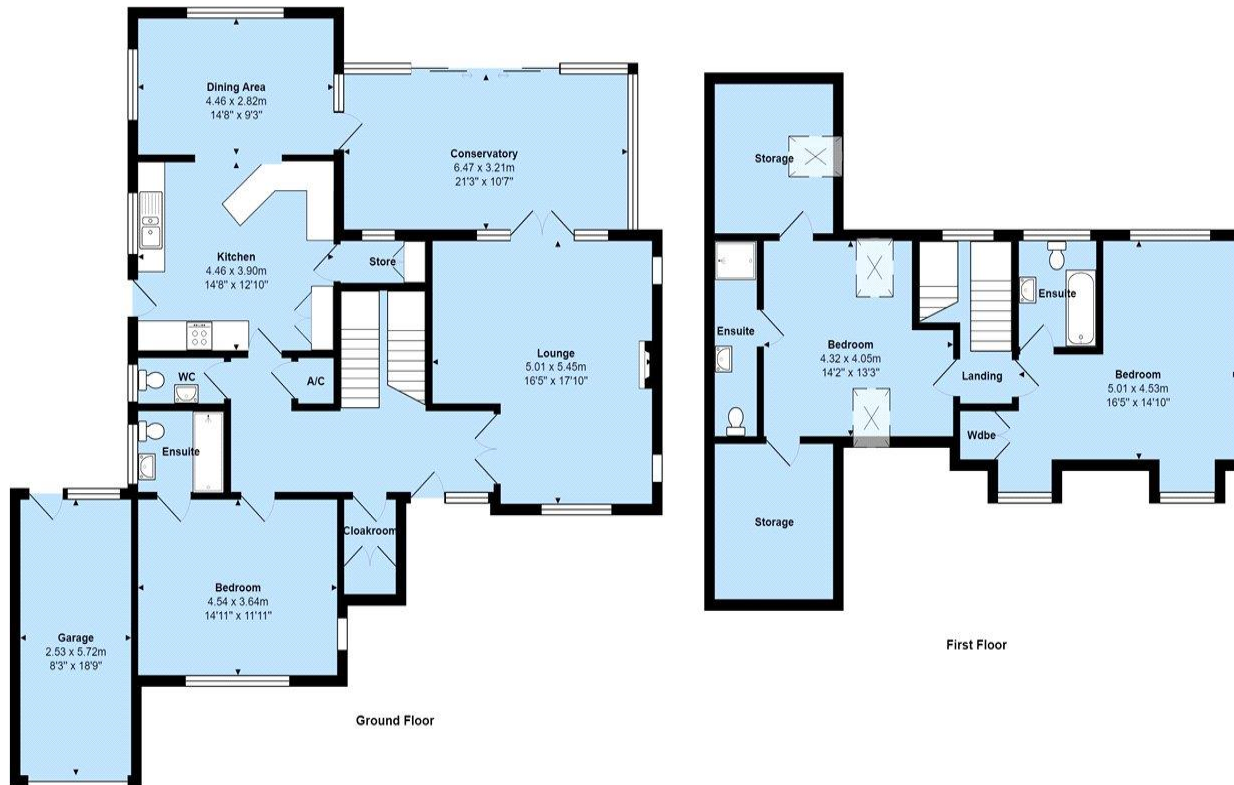 Dining Area
4.46 x 2.82m
14'8" x 9'3"
Conservatory
6.47 x 3.21m
21'3" x 10'7"
Kitchen
4.46 x 3.90m
14'8" x 12'10"
Store
Lounge
5.01 x 5.45m
16'5" x 17'10"
WC
A/C
Ensuite
Cloakroom
Bedroom
4.54 x 3.64m
14'11" x 11'11"
Garage
2.53 x 5.72m
8'3" x 18'9"
Ground Floor
Storage
Ensuite
Bedroom
4.32 x 4.05m
14'2" x 13'3"
Ensuite
Landing
Bedroom
5.01 x 4.53m
16'5" x 14'10"
Wdbe
Storage
First Floor